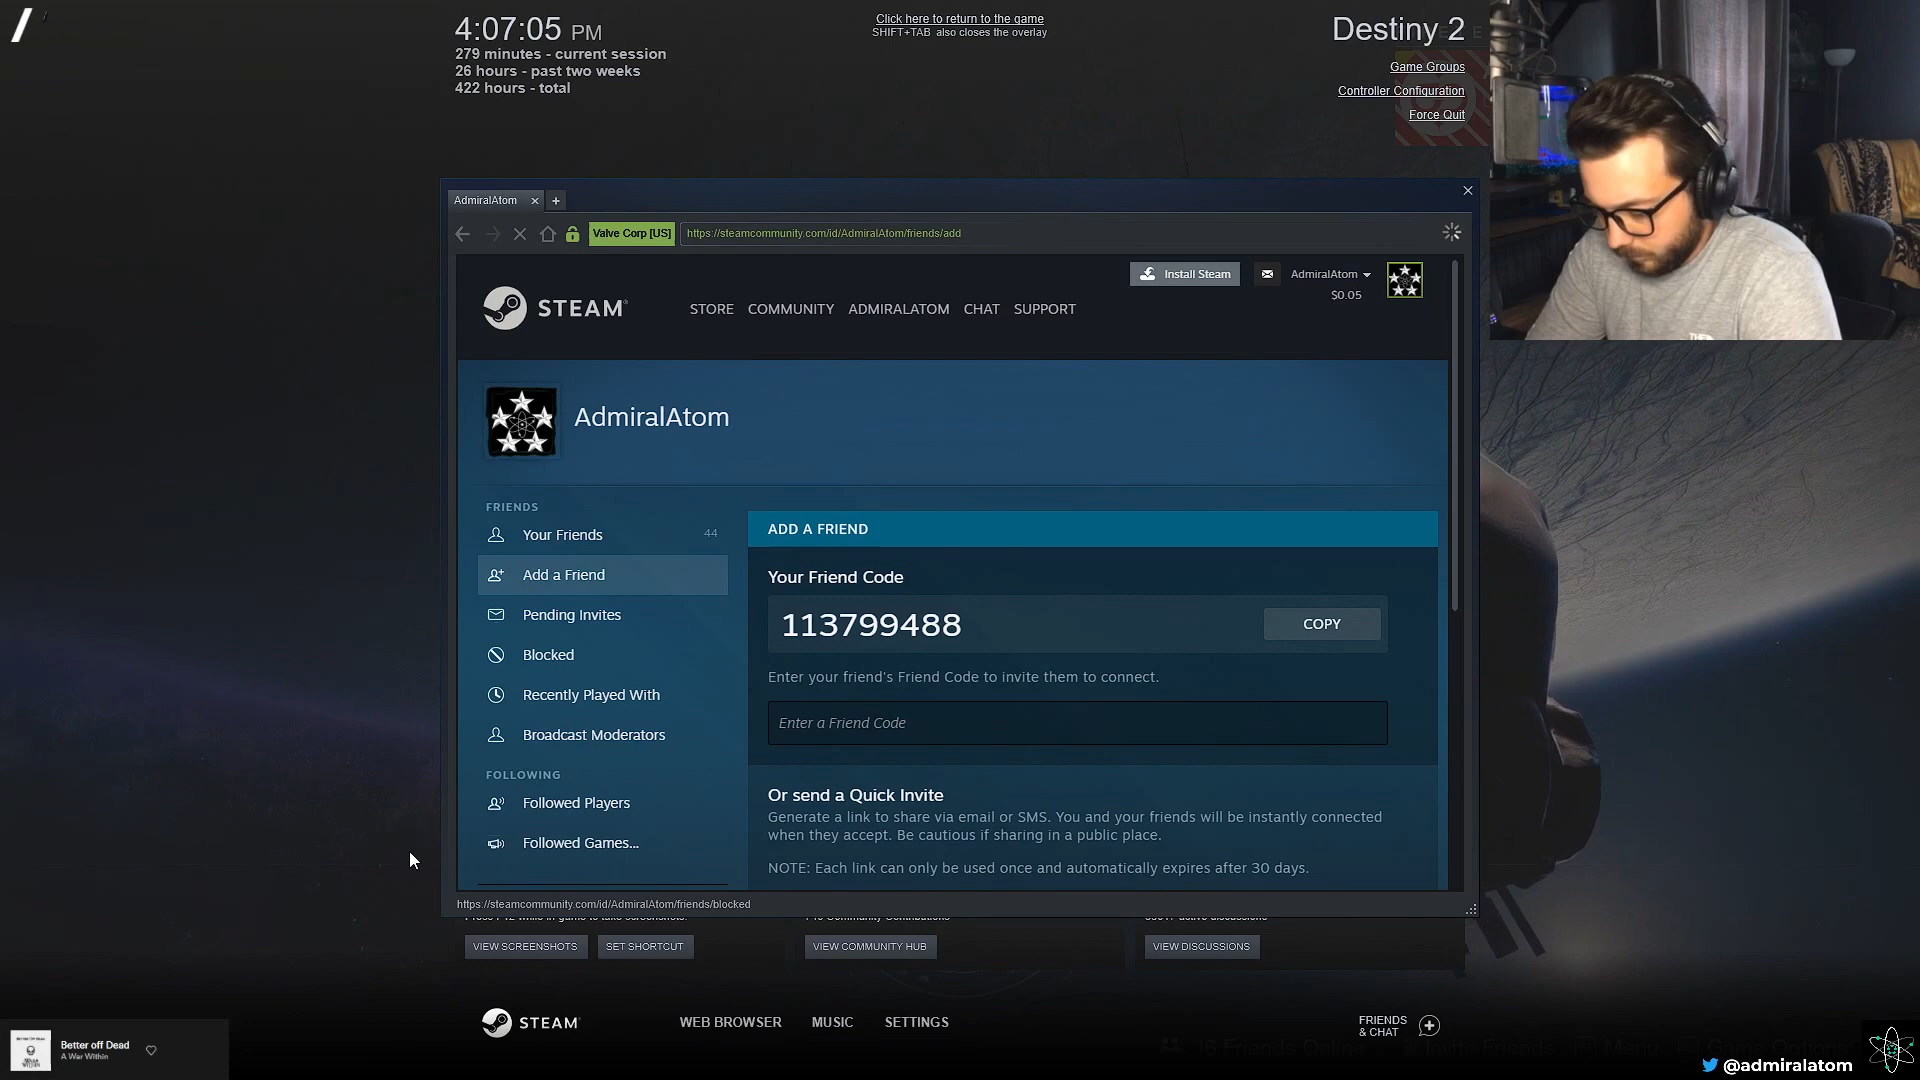 4:07:05 PM
279 minutes - current session
26 hours - past two weeks
422 hours - total
Click here to return to the game
SHIFT+TAB also closes the overlay
Destiny 2
Game Groups
Controller Configuration
Force Quit
AdmiralAtom
Valve Corp [US]
https://steamcommunity.com/id/AdmiralAtom/friends/add
Install Steam
AdmiralAtom
$0.05
STEAM
STORE COMMUNITY ADMIRALATOM CHAT SUPPORT
AdmiralAtom
FRIENDS
Your Friends 44
Add a Friend
Pending Invites
Blocked
Recently Played With
Broadcast Moderators
FOLLOWING
Followed Players
Followed Games...
ADD A FRIEND
Your Friend Code
113799488
COPY
Enter your friend's Friend Code to invite them to connect.
Enter a Friend Code
Or send a Quick Invite
Generate a link to share via email or SMS. You and your friends will be instantly connected
when they accept. Be cautious if sharing in a public place.
NOTE: Each link can only be used once and automatically expires after 30 days.
https://steamcommunity.com/id/AdmiralAtom/friends/blocked
VIEW SCREENSHOTS
SET SHORTCUT
VIEW COMMUNITY HUB
VIEW DISCUSSIONS
STEAM
WEB BROWSER MUSIC SETTINGS
FRIENDS
& CHAT
Better off Dead
A War Within
@admiralatom